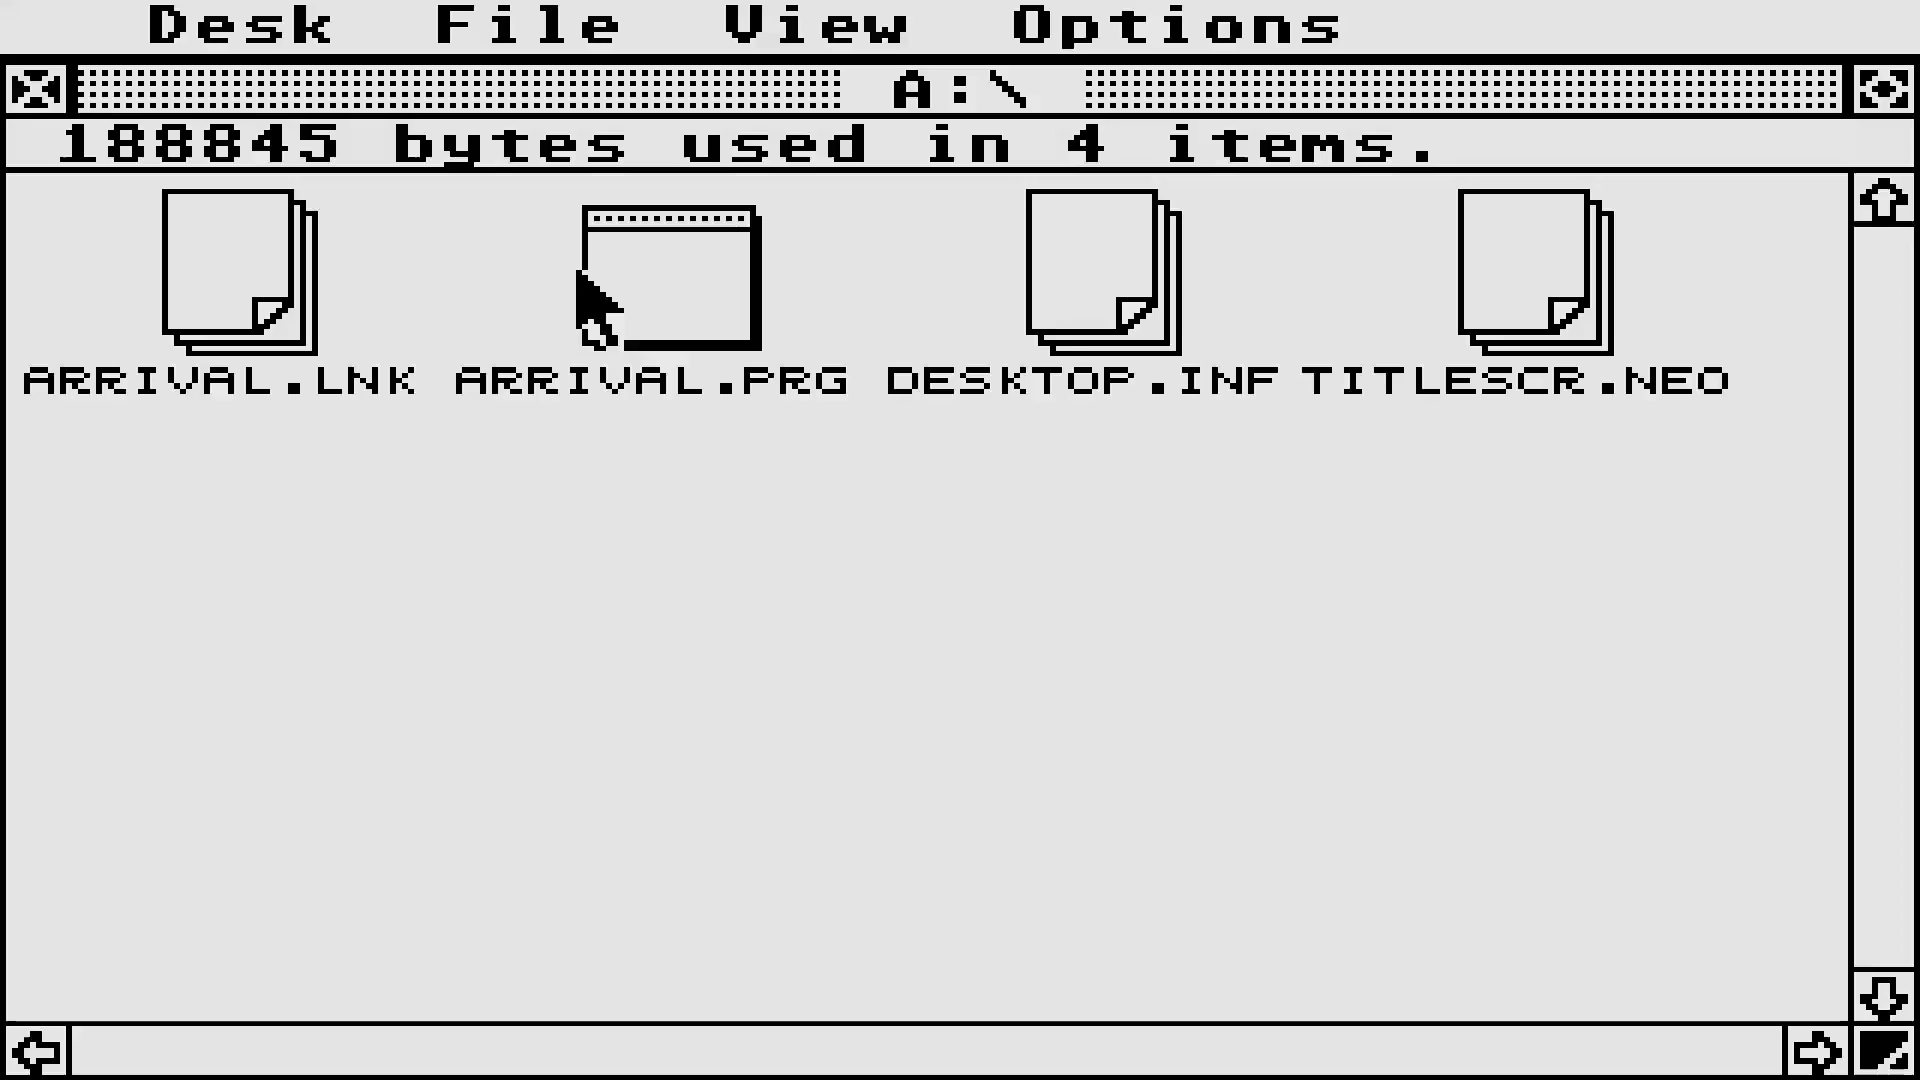 Desk File View Options
A:\
188845 bytes used in 4 items.
ARRIVAL.LNK ARRIVAL.PRG DESKTOP.INF TITLESCR.NEO